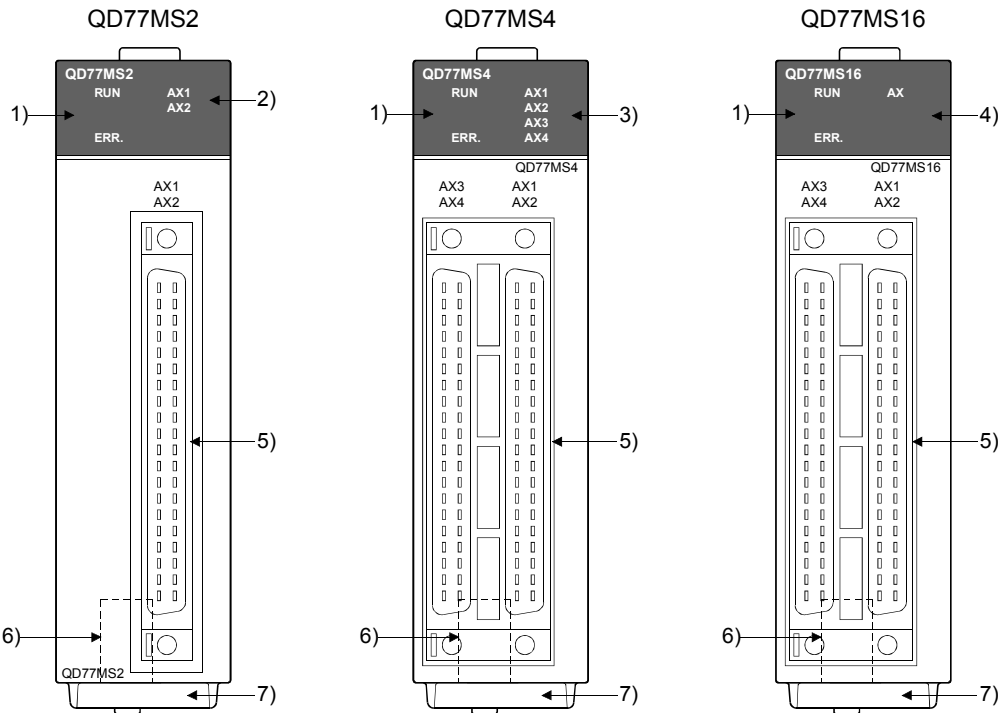 QD77MS2
QD77MS2
RUN
AX1
AX2
ERR.
1)
2)
AX1
AX2
5)
6)
QD77MS2
7)
QD77MS4
QD77MS4
RUN
AX1
AX2
AX3
AX4
ERR.
1)
3)
QD77MS4
AX3
AX4
AX1
AX2
5)
6)
7)
QD77MS16
QD77MS16
RUN
AX
ERR.
1)
4)
QD77MS16
AX3
AX4
AX1
AX2
5)
6)
7)